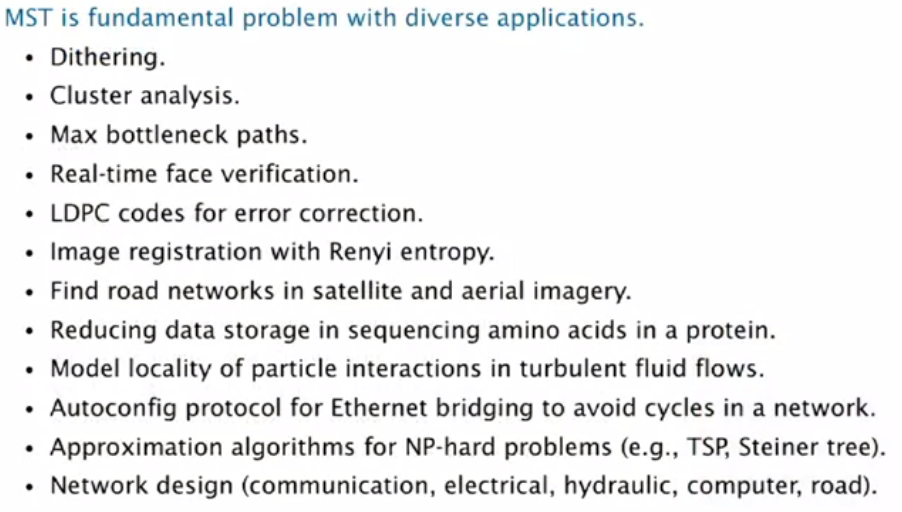 MST is fundamental problem with diverse applications.
• Dithering.
• Cluster analysis.
• Max bottleneck paths.
• Real-time face verification.
• LDPC codes for error correction.
• Image registration with Renyi entropy.
• Find road networks in satellite and aerial imagery.
• Reducing data storage in sequencing amino acids in a protein.
• Model locality of particle interactions in turbulent fluid flows.
• Autoconfig protocol for Ethernet bridging to avoid cycles in a network.
• Approximation algorithms for NP-hard problems (e.g., TSP, Steiner tree).
• Network design (communication, electrical, hydraulic, computer, road).